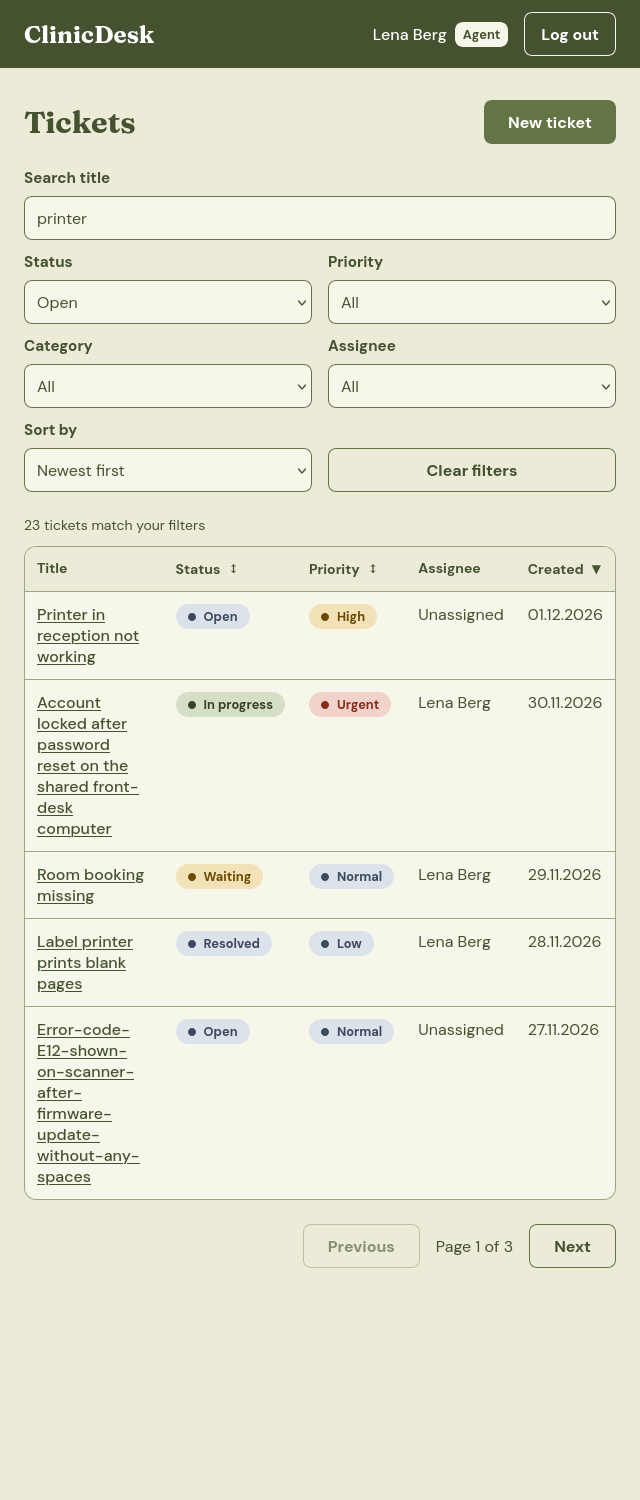 ClinicDesk
Lena Berg Agent Log out
Tickets
New ticket
Search title
printer
Status Priority
Open All
Category Assignee
All All
Sort by
Newest first Clear filters
23 tickets match your filters
Title Status ↕ Priority ↕ Assignee Created ▼
Printer in Open High Unassigned 01.12.2026
reception not
working
Account In progress Urgent Lena Berg 30.11.2026
locked after
password
reset on the
shared front-
desk
computer
Room booking Waiting Normal Lena Berg 29.11.2026
missing
Label printer Resolved Low Lena Berg 28.11.2026
prints blank
pages
Error-code- Open Normal Unassigned 27.11.2026
E12-shown-
on-scanner-
after-
firmware-
update-
without-any-
spaces
Previous Page 1 of 3 Next